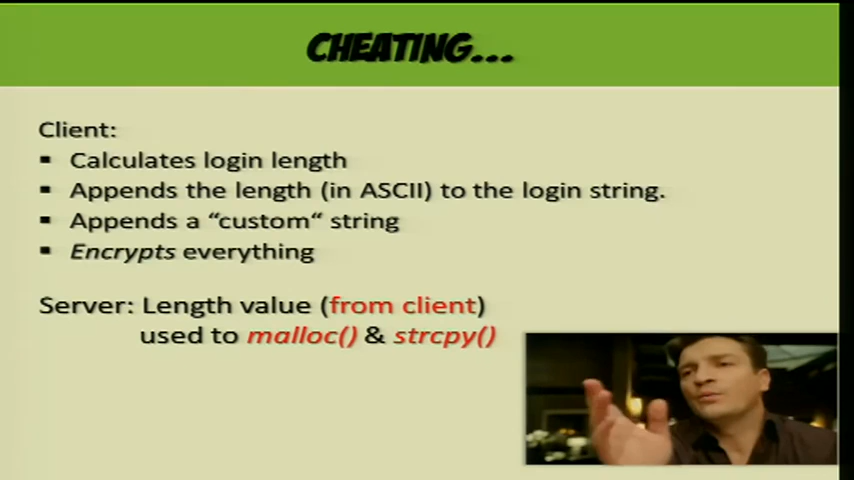 CHEATING...
Client:
▪ Calculates login length
▪ Appends the length (in ASCII) to the login string.
▪ Appends a “custom“ string
▪ Encrypts everything
Server: Length value (from client)
used to malloc() & strcpy()